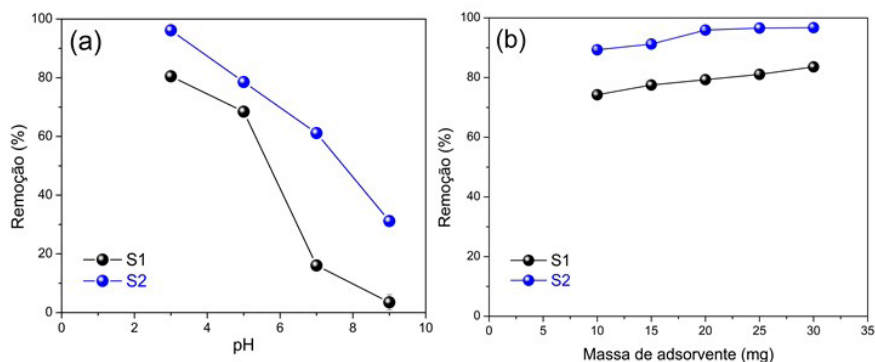 (a)
100
80
60
40
20
0
Remoção (%)
S1
S2
0 2 4 6 8 10
pH
(b)
100
80
60
40
20
0
Remoção (%)
S1
S2
0 5 10 15 20 25 30 35
Massa de adsorvente (mg)